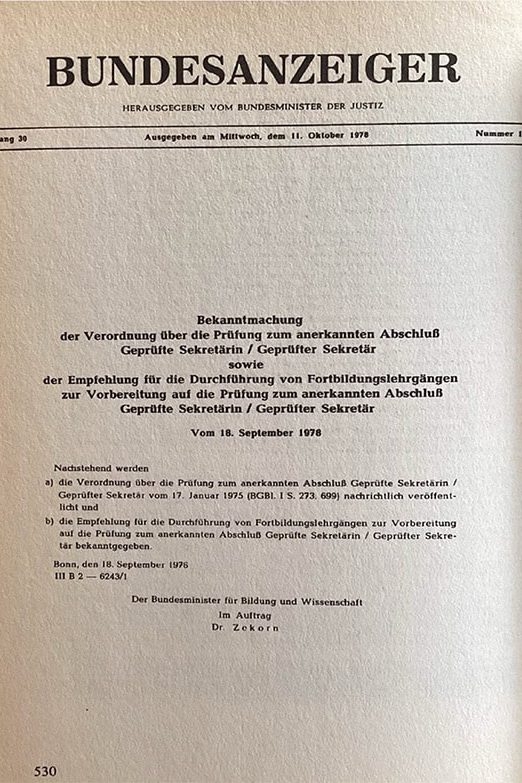 BUNDESANZEIGER
HERAUSGEGEBEN VOM BUNDESMINISTER DER JUSTIZ
ang 30 Ausgegeben am Mittwoch, dem 11. Oktober 1978 Nummer 1
Bekanntmachung
der Verordnung über die Prüfung zum anerkannten Abschluß
Geprüfte Sekretärin / Geprüfter Sekretär
sowie
der Empfehlung für die Durchführung von Fortbildungslehrgängen
zur Vorbereitung auf die Prüfung zum anerkannten Abschluß
Geprüfte Sekretärin / Geprüfter Sekretär
Vom 18. September 1978
Nachstehend werden
a) die Verordnung über die Prüfung zum anerkannten Abschluß Geprüfte Sekretärin /
Geprüfter Sekretär vom 17. Januar 1975 (BGBl. I S. 273. 699) nachrichtlich veröffent-
licht und
b) die Empfehlung für die Durchführung von Fortbildungslehrgängen zur Vorbereitung
auf die Prüfung zum anerkannten Abschluß Geprüfte Sekretärin / Geprüfter Sekre-
tär bekanntgegeben.
Bonn, den 18. September 1978
III B 2 — 6243/1
Der Bundesminister für Bildung und Wissenschaft
Im Auftrag
Dr. Zekorn
530